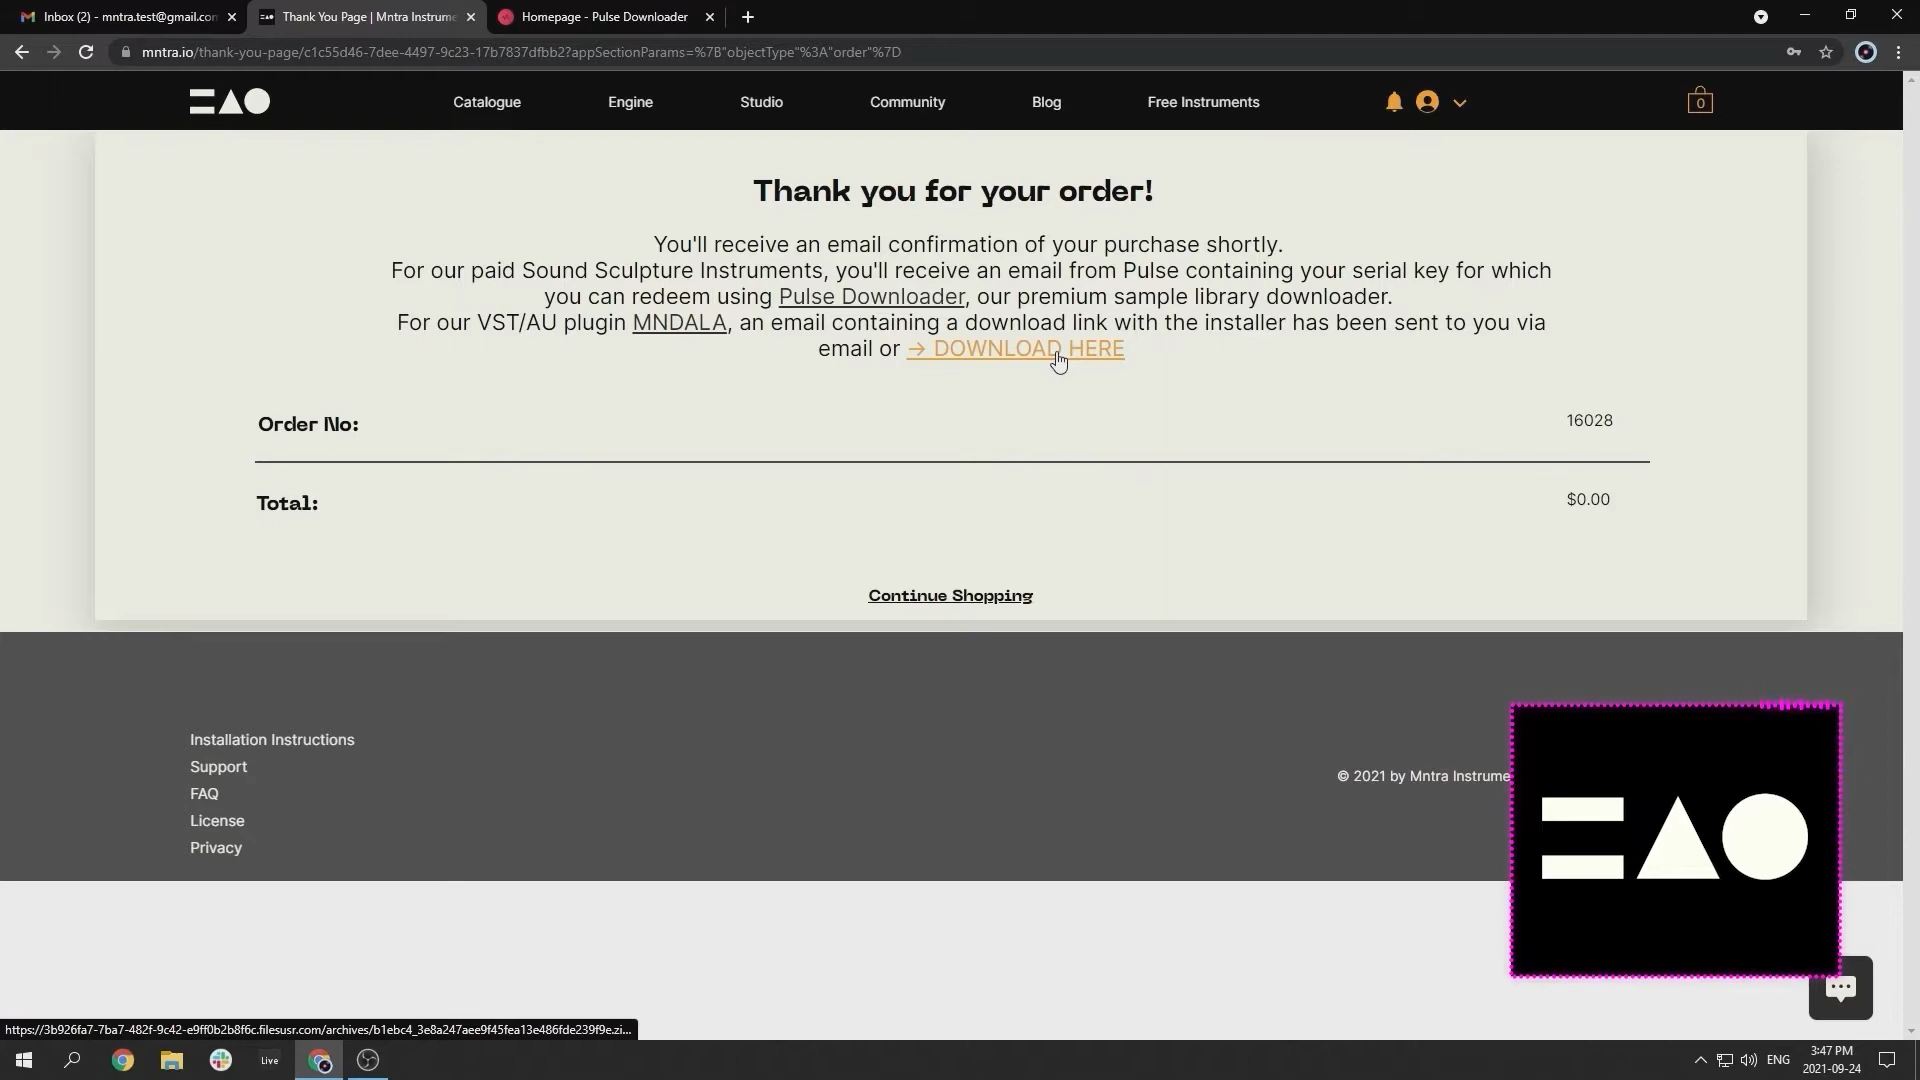 Inbox (2) - mntra.test@gmail.con
Thank You Page | Mntra Instrume
Homepage - Pulse Downloader
mntra.io/thank-you-page/c1c55d46-7dee-4497-9c23-17b7837dfbb2?appSectionParams=%7B"objectType"%3A"order"%7D
Catalogue
Engine
Studio
Community
Blog
Free Instruments
0
Thank you for your order!
You'll receive an email confirmation of your purchase shortly.
For our paid Sound Sculpture Instruments, you'll receive an email from Pulse containing your serial key for which
you can redeem using Pulse Downloader, our premium sample library downloader.
For our VST/AU plugin MNDALA, an email containing a download link with the installer has been sent to you via
email or → DOWNLOAD HERE
Order No:
16028
Total:
$0.00
Continue Shopping
Installation Instructions
Support
FAQ
License
Privacy
© 2021 by Mntra Instrume
https://3b926fa7-7ba7-482f-9c42-e9ff0b2b8f6c.filesusr.com/archives/b1ebc4_3e8a247aee9f45fea13e486fde239f9e.zi...
Live
ENG
3:47 PM
2021-09-24